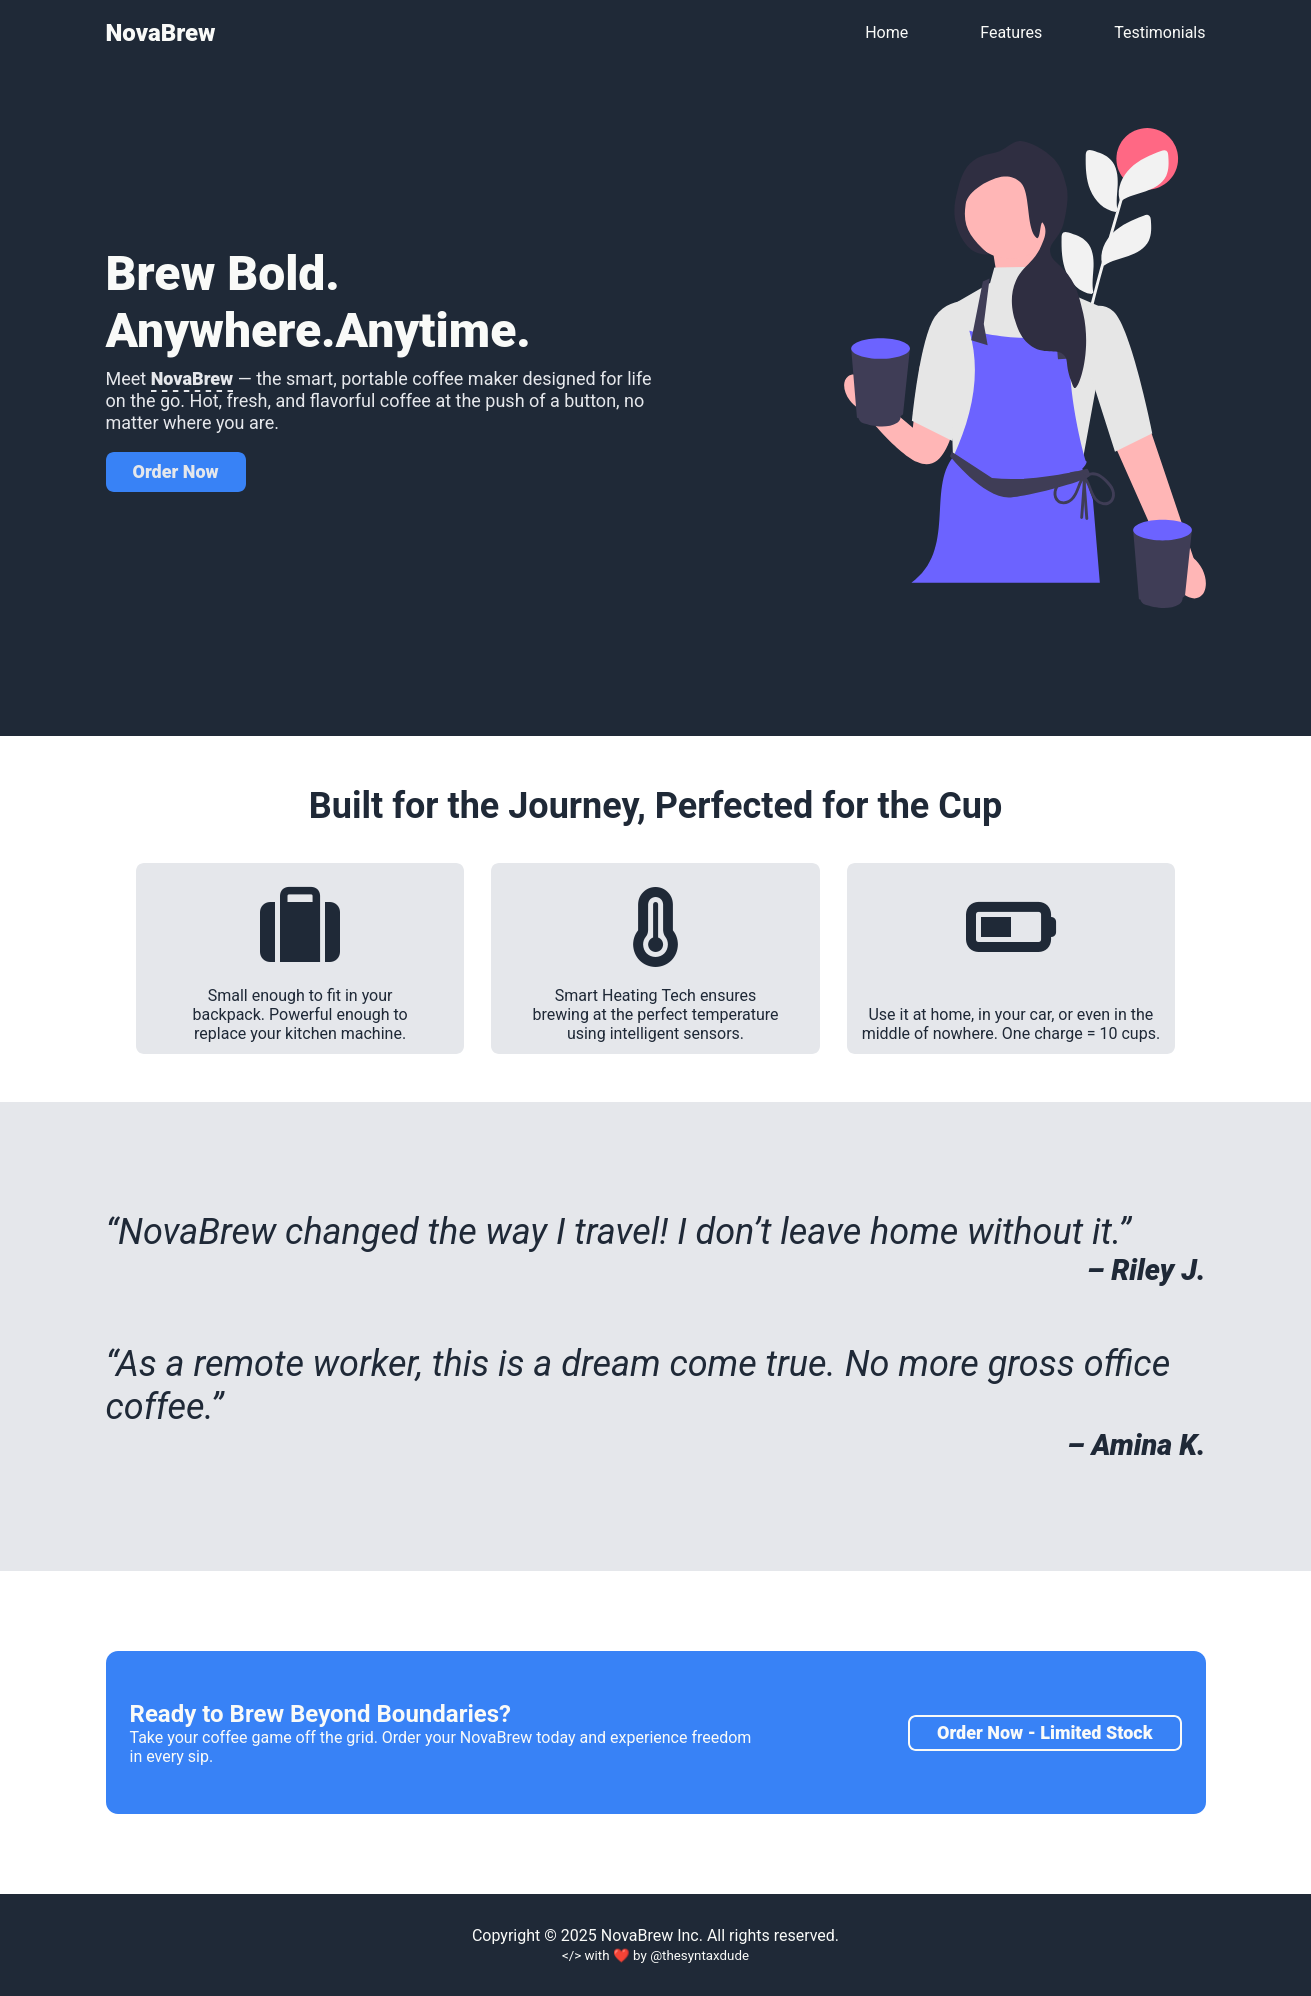 NovaBrew
Home Features Testimonials
Brew Bold.
Anywhere.Anytime.
Meet NovaBrew — the smart, portable coffee maker designed for life
on the go. Hot, fresh, and flavorful coffee at the push of a button, no
matter where you are.
Order Now
Built for the Journey, Perfected for the Cup
Small enough to fit in your
backpack. Powerful enough to
replace your kitchen machine.
Smart Heating Tech ensures
brewing at the perfect temperature
using intelligent sensors.
Use it at home, in your car, or even in the
middle of nowhere. One charge = 10 cups.
“NovaBrew changed the way I travel! I don’t leave home without it.”
– Riley J.
“As a remote worker, this is a dream come true. No more gross office
coffee.”
– Amina K.
Ready to Brew Beyond Boundaries?
Take your coffee game off the grid. Order your NovaBrew today and experience freedom
in every sip.
Order Now - Limited Stock
Copyright © 2025 NovaBrew Inc. All rights reserved.
</> with ❤️ by @thesyntaxdude